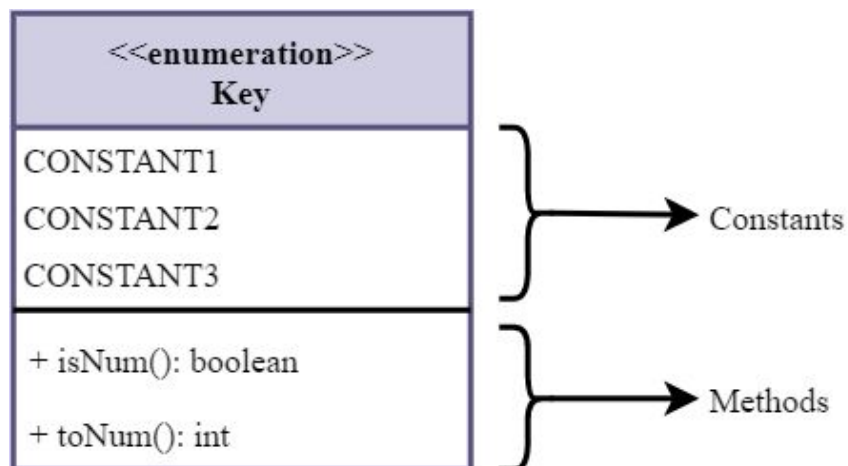 <<enumeration>>
Key
CONSTANT1
CONSTANT2
CONSTANT3
Constants
+ isNum(): boolean
+ toNum(): int
Methods